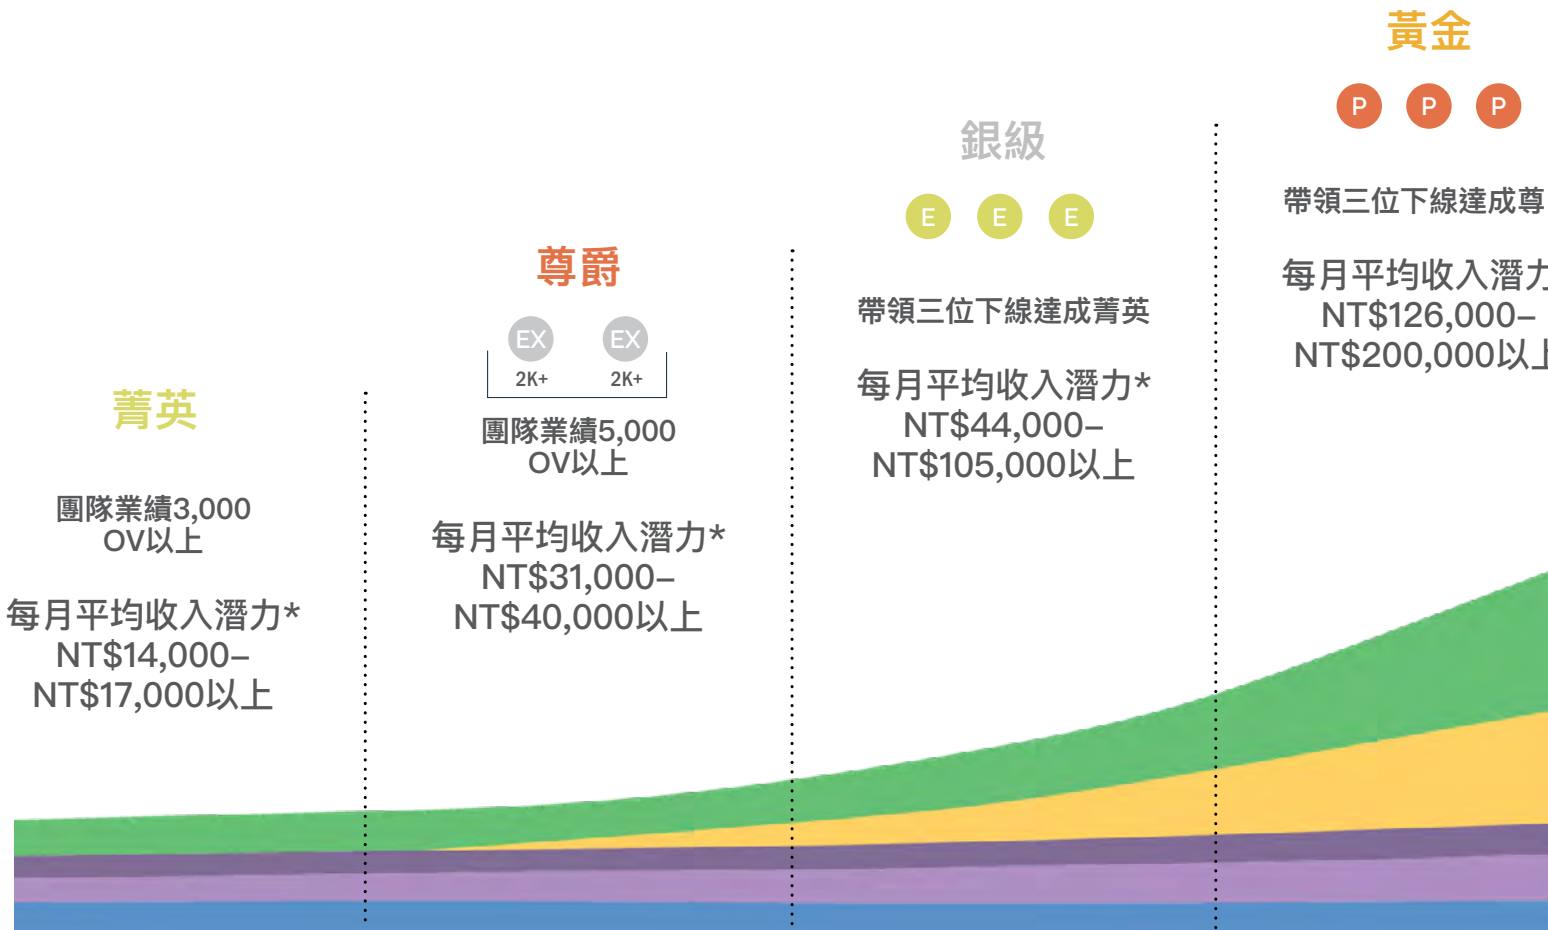 菁英
團隊業績3,000
OV以上
每月平均收入潛力*
NT$14,000–
NT$17,000以上
尊爵
EX EX
2K+ 2K+
團隊業績5,000
OV以上
每月平均收入潛力*
NT$31,000–
NT$40,000以上
銀級
E E E
帶領三位下線達成菁英
每月平均收入潛力*
NT$44,000–
NT$105,000以上
黃金
P P P
帶領三位下線達成尊
每月平均收入潛力
NT$126,000–
NT$200,000以上